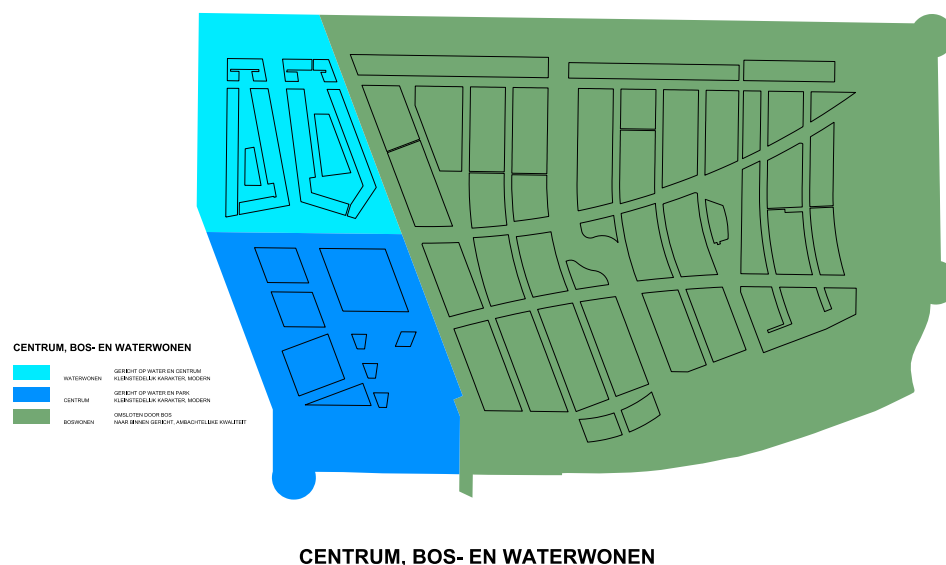 CENTRUM, BOS- EN WATERWONEN
GERICHT OP WATER EN CENTRUM
WATERWONEN KLEINSTEDELIJK KARAKTER, MODERN
GERICHT OP WATER EN PARK
CENTRUM KLEINSTEDELIJK KARAKTER, MODERN
OMSLOTEN DOOR BOS
BOSWONEN NAAR BINNEN GERICHT, AMBACHTELIJKE KWALITEIT
CENTRUM, BOS- EN WATERWONEN